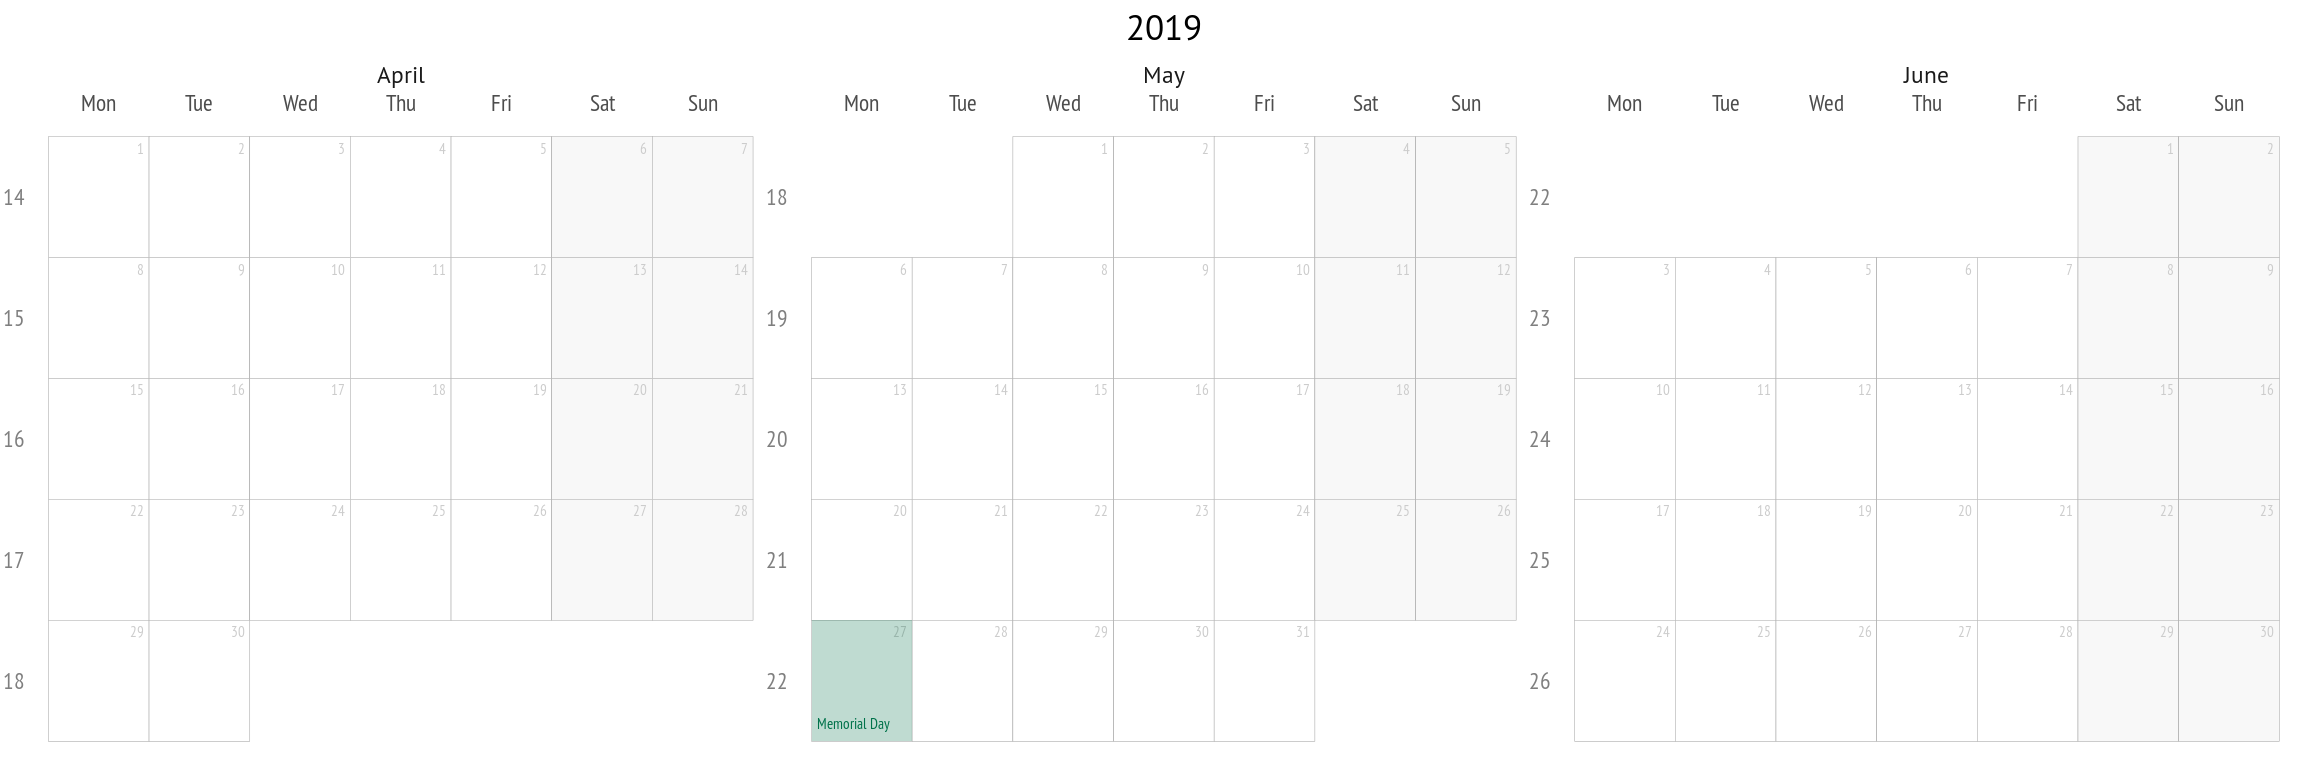 2019
April
Mon Tue Wed Thu Fri Sat Sun
14 1 2 3 4 5 6 7
15 8 9 10 11 12 13 14
16 15 16 17 18 19 20 21
17 22 23 24 25 26 27 28
18 29 30
May
Mon Tue Wed Thu Fri Sat Sun
18 1 2 3 4 5
19 6 7 8 9 10 11 12
20 13 14 15 16 17 18 19
21 20 21 22 23 24 25 26
22 27 28 29 30 31
Memorial Day
June
Mon Tue Wed Thu Fri Sat Sun
22 1 2
23 3 4 5 6 7 8 9
24 10 11 12 13 14 15 16
25 17 18 19 20 21 22 23
26 24 25 26 27 28 29 30